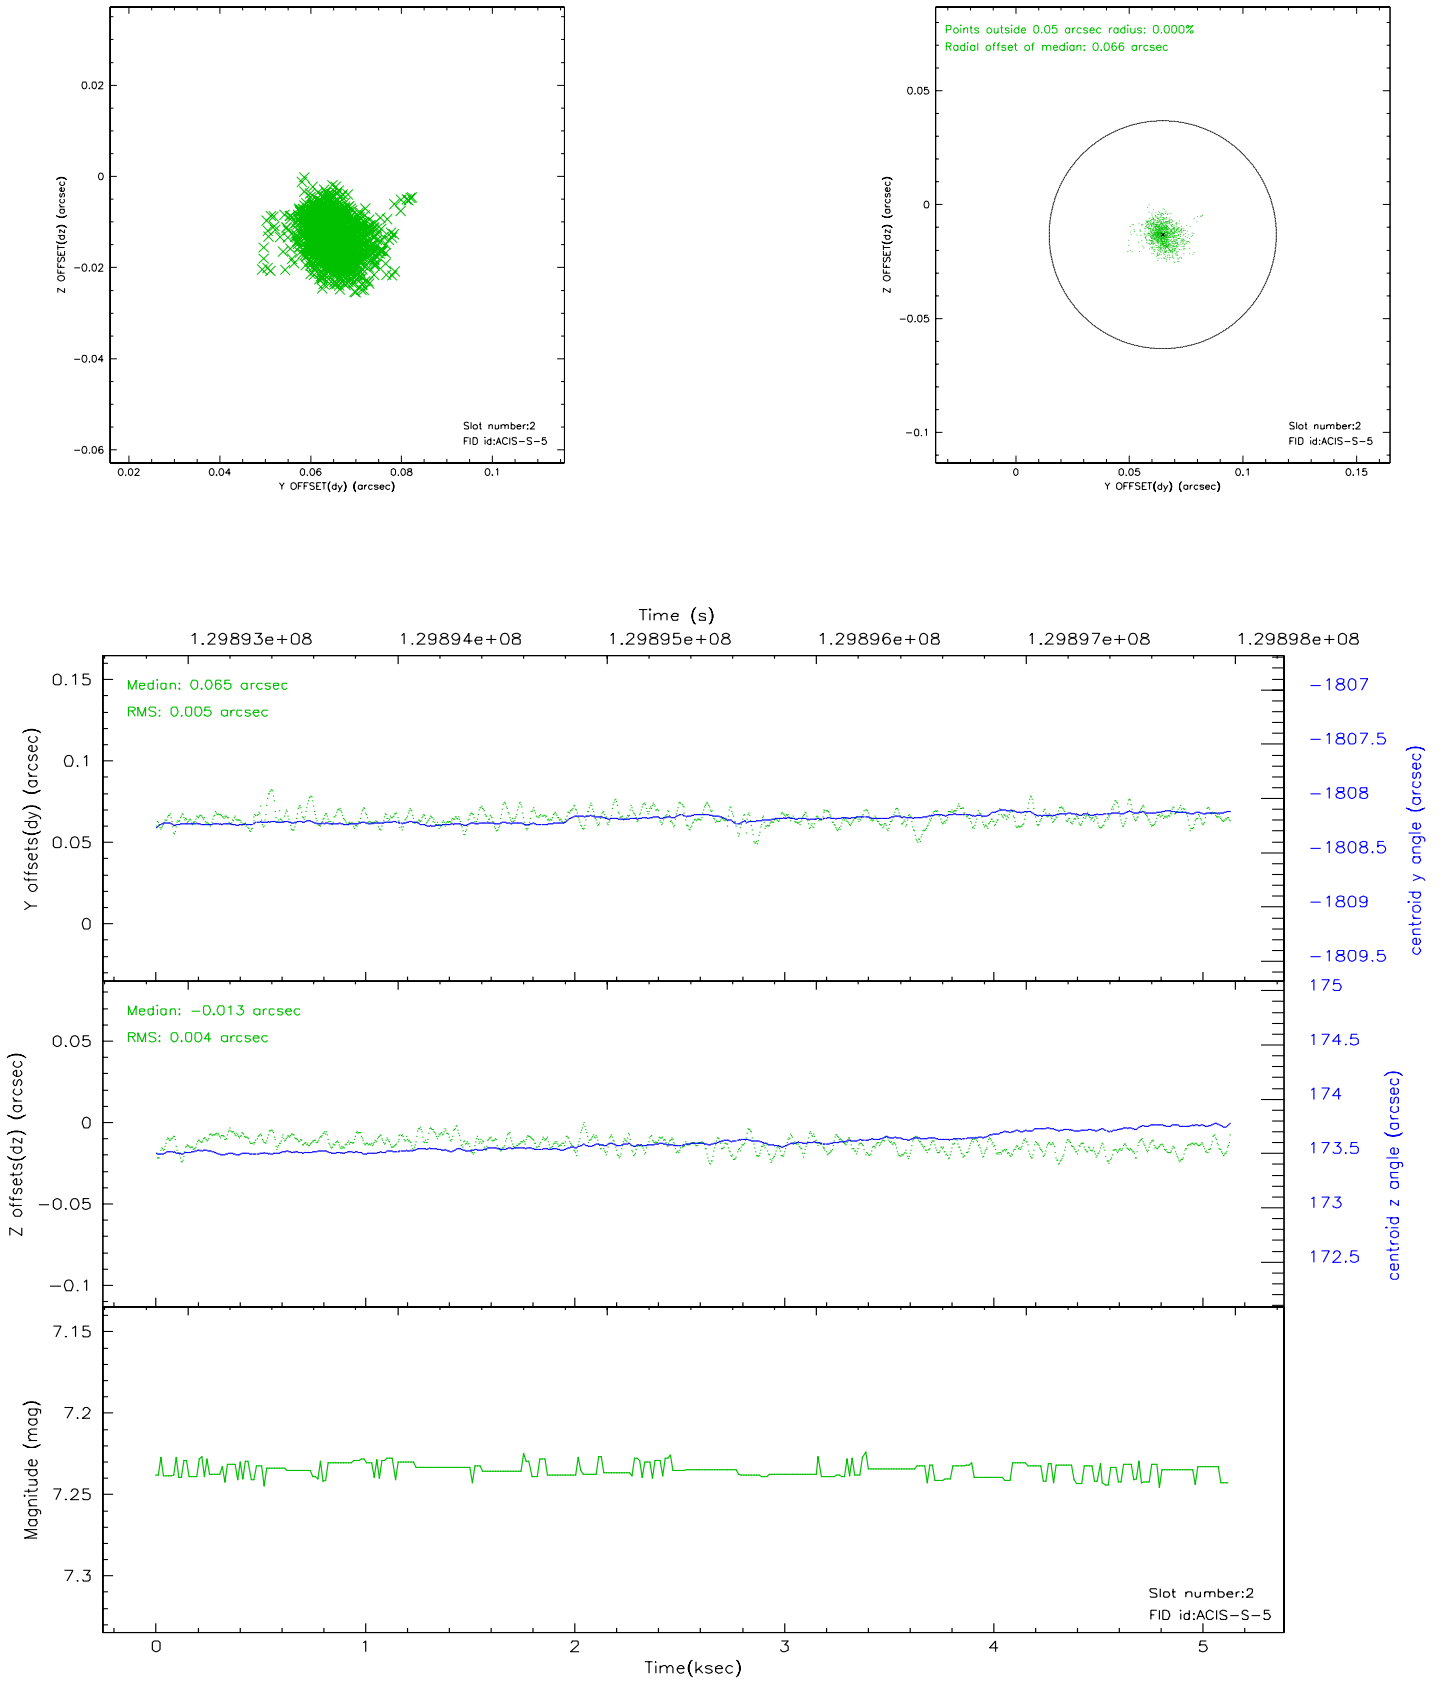 0.02
0
−0.02
−0.04
−0.06
Z OFFSET(dz) (arcsec)
Slot number:2
FID id:ACIS−S−5
0.02 0.04 0.06 0.08 0.1
Y OFFSET(dy) (arcsec)
Points outside 0.05 arcsec radius: 0.000%
Radial offset of median: 0.066 arcsec
0.05
0
−0.05
−0.1
Z OFFSET(dz) (arcsec)
Slot number:2
FID id:ACIS−S−5
0 0.05 0.1 0.15
Y OFFSET(dy) (arcsec)
Time (s)
1.29893e+08 1.29894e+08 1.29895e+08 1.29896e+08 1.29897e+08 1.29898e+08
Median: 0.065 arcsec
RMS: 0.005 arcsec
0.15
0.1
0.05
0
Y offsets(dy) (arcsec)
−1807
−1807.5
−1808
−1808.5
−1809
−1809.5
centroid y angle (arcsec)
Median: −0.013 arcsec
RMS: 0.004 arcsec
0.05
0
−0.05
−0.1
Z offsets(dz) (arcsec)
175
174.5
174
173.5
173
172.5
centroid z angle (arcsec)
7.15
7.2
7.25
7.3
Magnitude (mag)
Slot number:2
FID id:ACIS−S−5
0 1 2 3 4 5
Time(ksec)